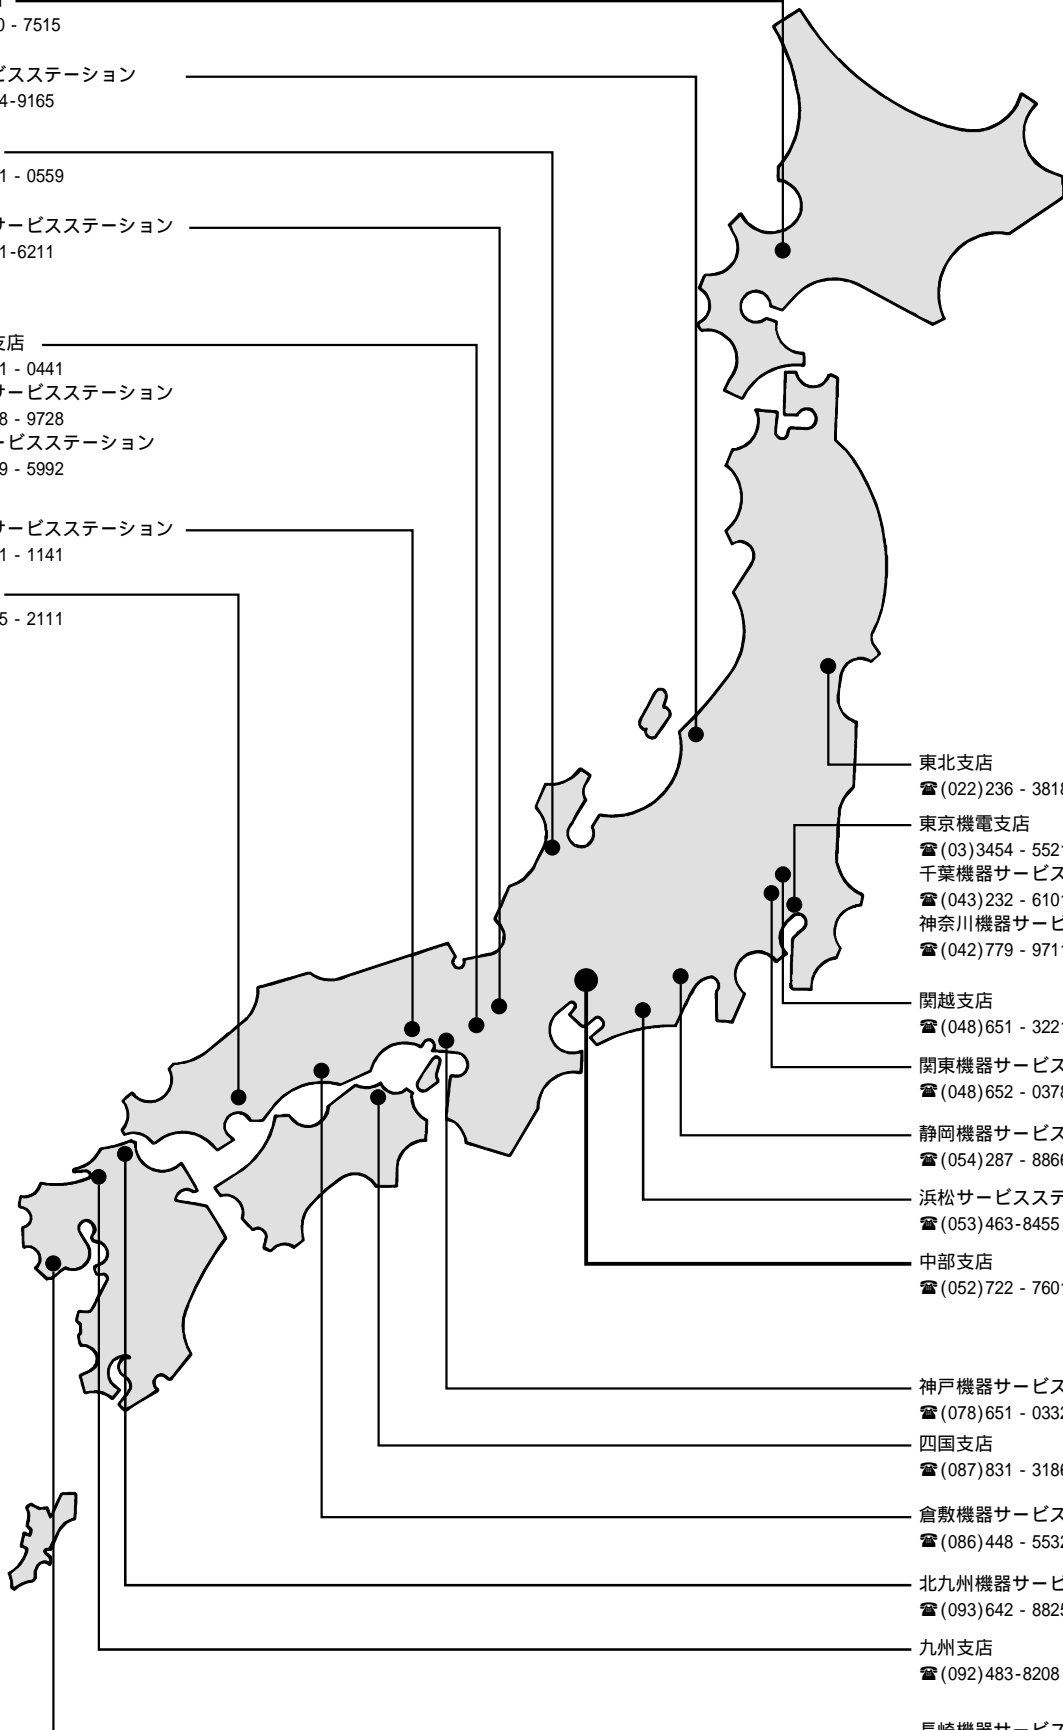 0 - 7515
ビスステーション
4-9165
1 - 0559
サービスステーション
1-6211
支店
1 - 0441
サービスステーション
8 - 9728
ービスステーション
9 - 5992
サービスステーション
1 - 1141
5 - 2111
東北支店
☎(022)236 - 3818
東京機電支店
☎(03)3454 - 5521
千葉機器サービス
☎(043)232 - 6101
神奈川機器サービ
☎(042)779 - 9711
関越支店
☎(048)651 - 3221
関東機器サービス
☎(048)652 - 0378
静岡機器サービス
☎(054)287 - 8866
浜松サービスステ
☎(053)463-8455
中部支店
☎(052)722 - 7601
神戸機器サービス
☎(078)651 - 0332
四国支店
☎(087)831 - 3186
倉敷機器サービス
☎(086)448 - 5532
北九州機器サービ
☎(093)642 - 8825
九州支店
☎(092)483-8208
長崎機器サービス